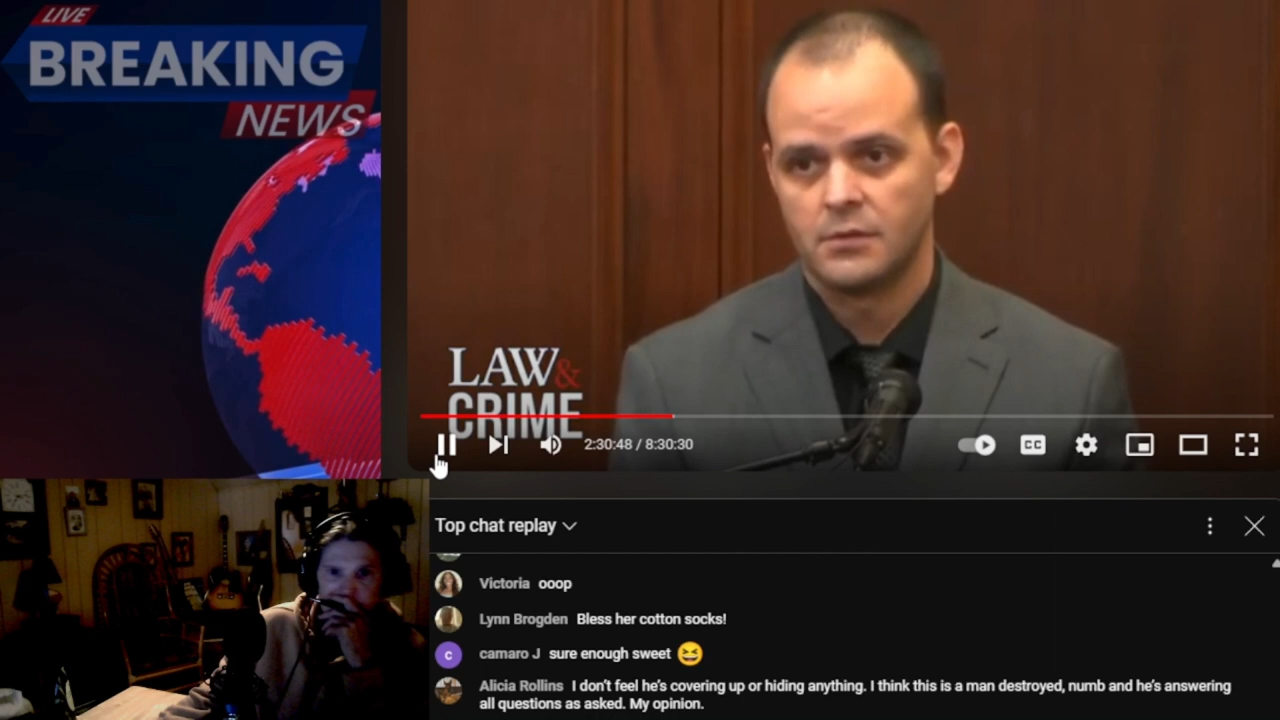 LIVE
BREAKING
NEWS
LAW&
CRIME
2:30:48 / 8:30:30
CC
Top chat replay
Victoria ooop
Lynn Brogden Bless her cotton socks!
C camaro J sure enough sweet 😆
Alicia Rollins I don't feel he's covering up or hiding anything. I think this is a man destroyed, numb and he's answering
all questions as asked. My opinion.